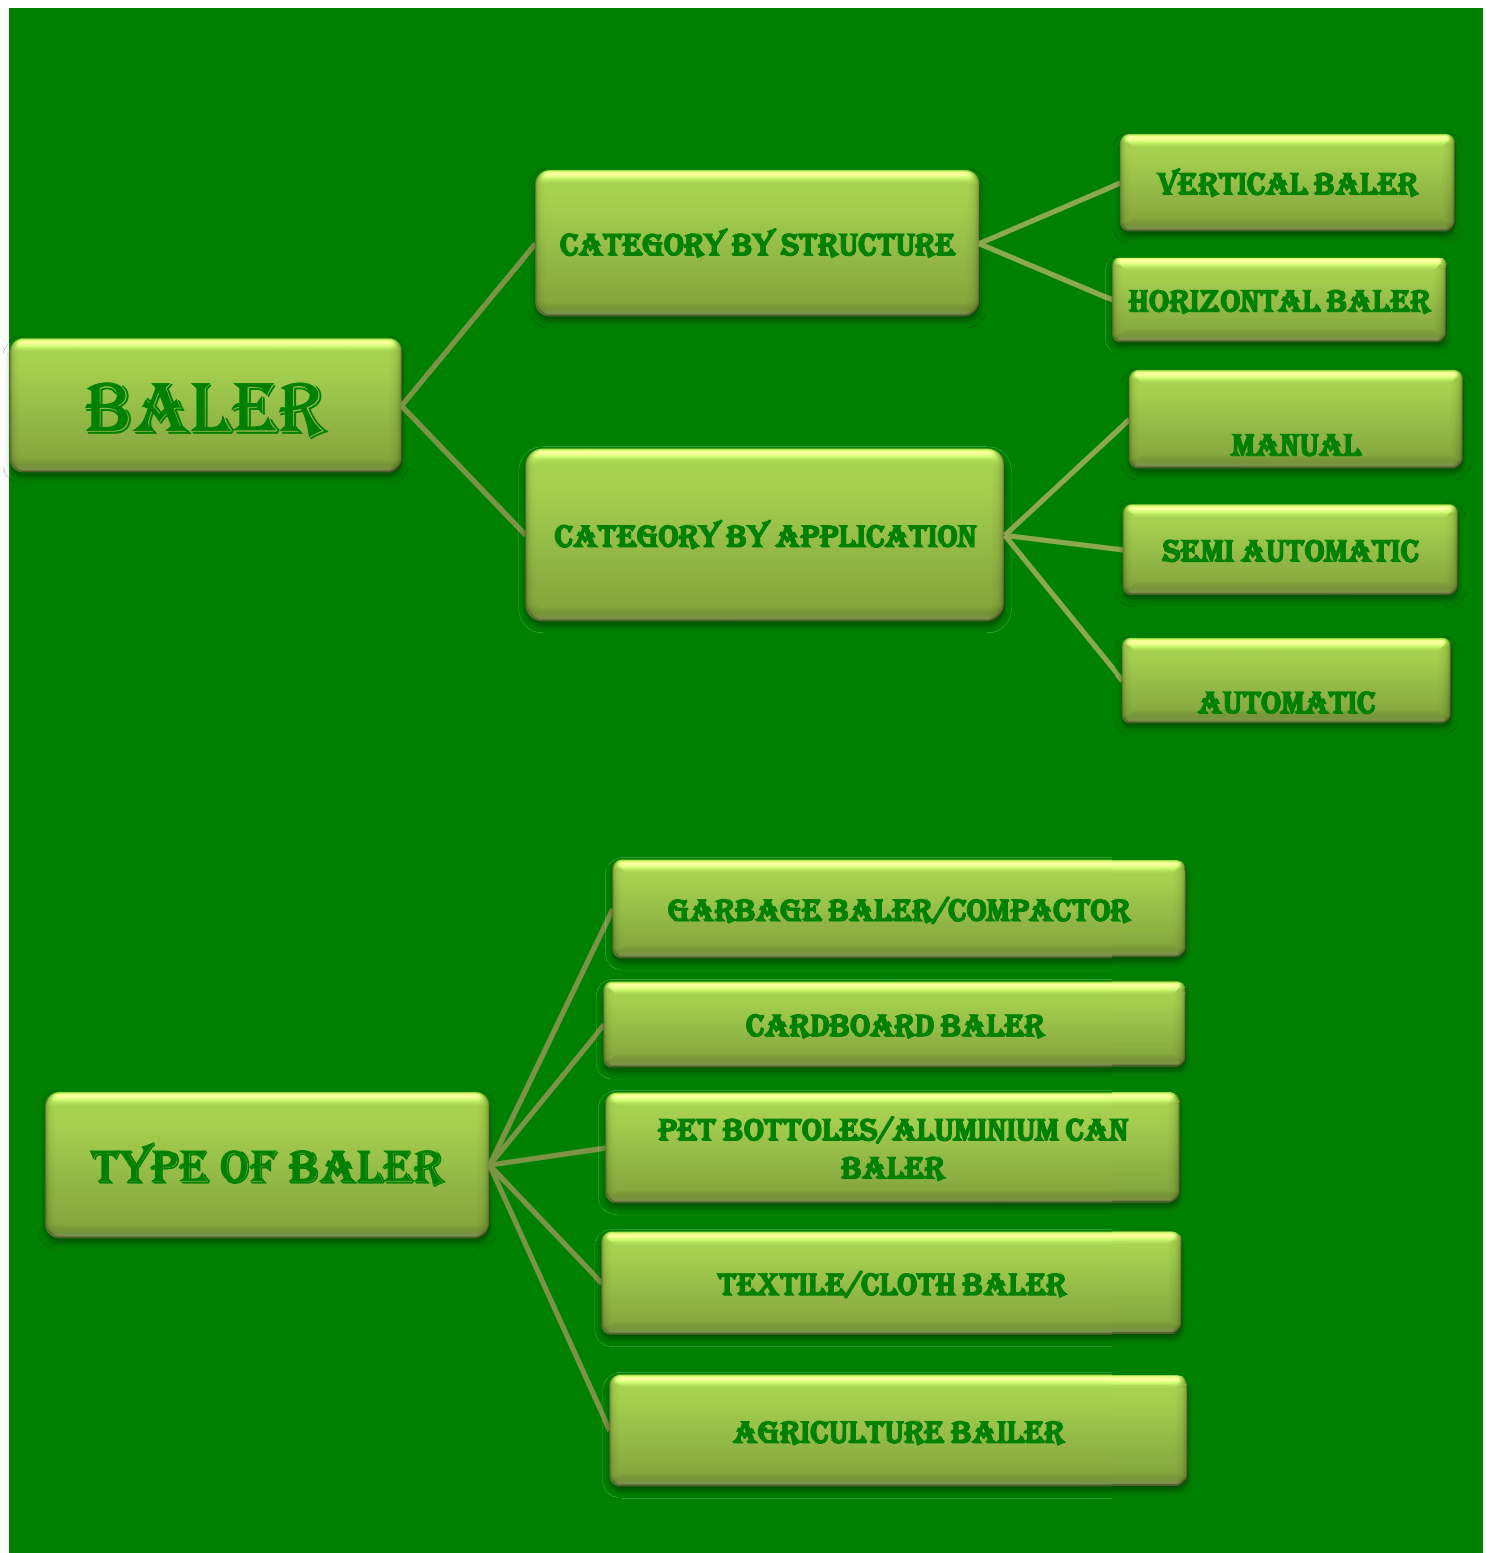 BALER
CATEGORY BY STRUCTURE
VERTICAL BALER
HORIZONTAL BALER
CATEGORY BY APPLICATION
MANUAL
SEMI AUTOMATIC
AUTOMATIC
TYPE OF BALER
GARBAGE BALER/COMPACTOR
CARDBOARD BALER
PET BOTTOLES/ALUMINIUM CAN
BALER
TEXTILE/CLOTH BALER
AGRICULTURE BAILER